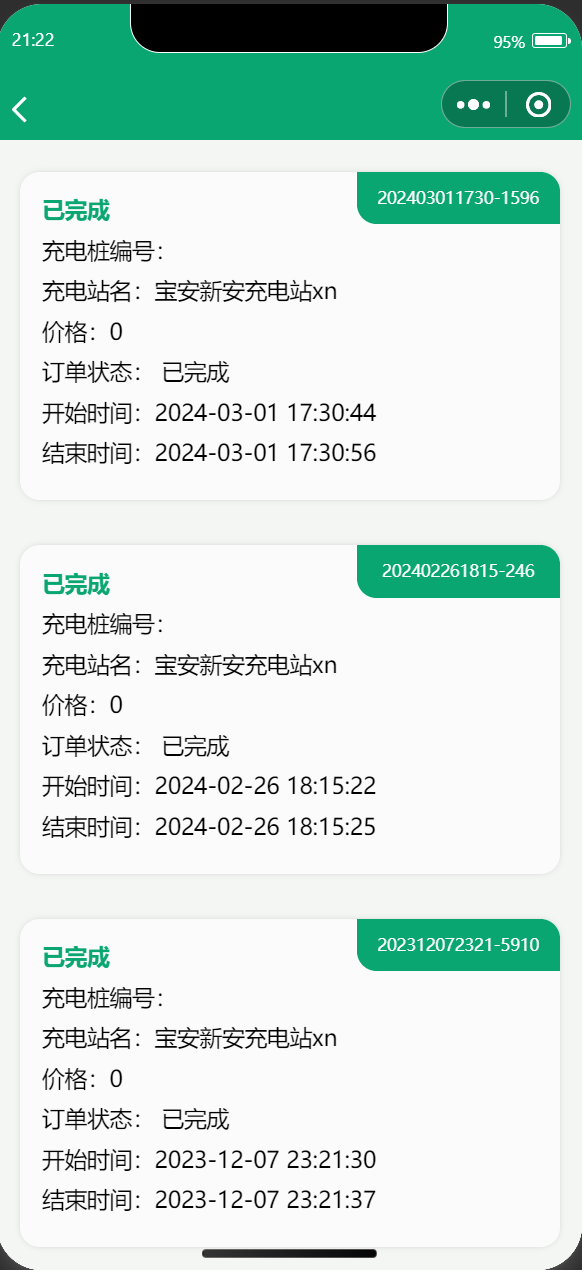 21:22
95%
202403011730-1596
已完成
充电桩编号：
充电站名：宝安新安充电站xn
价格：0
订单状态： 已完成
开始时间：2024-03-01 17:30:44
结束时间：2024-03-01 17:30:56
202402261815-246
已完成
充电桩编号：
充电站名：宝安新安充电站xn
价格：0
订单状态： 已完成
开始时间：2024-02-26 18:15:22
结束时间：2024-02-26 18:15:25
202312072321-5910
已完成
充电桩编号：
充电站名：宝安新安充电站xn
价格：0
订单状态： 已完成
开始时间：2023-12-07 23:21:30
结束时间：2023-12-07 23:21:37